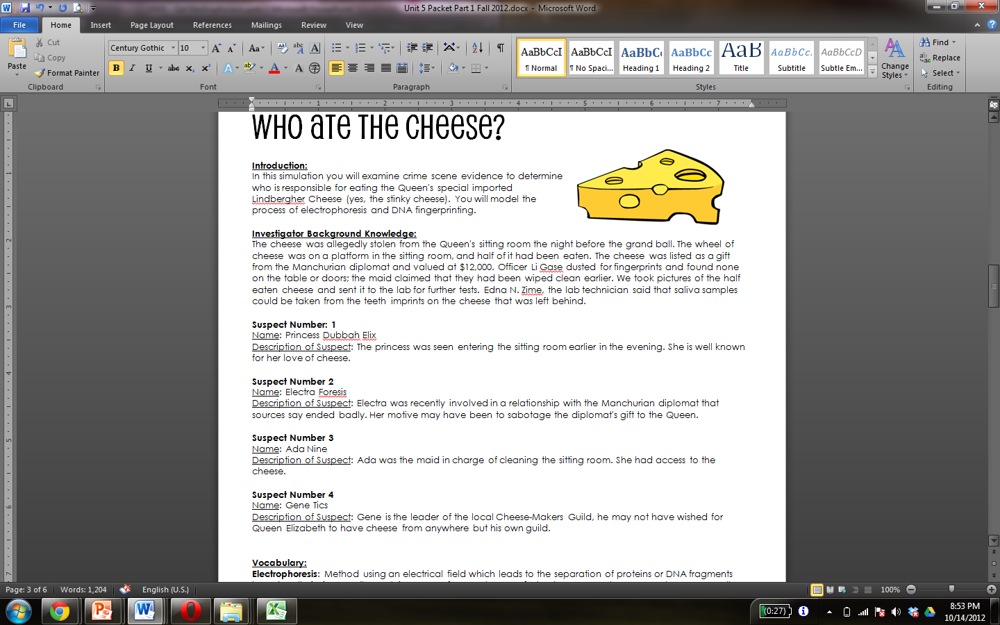 Unit 5 Packet Part 1 Fall 2012.docx - Microsoft Word
File Home Insert Page Layout References Mailings Review View
Paste
Cut
Copy
Format Painter
Clipboard
Century Gothic 10
B I U abc x₂ x²
Font
Paragraph
AaBbCcI AaBbCcI AaBbC AaBbCc AaB AaBbCc. AaBbCcD
¶ Normal ¶ No Spaci... Heading 1 Heading 2 Title Subtitle Subtle Em...
Styles
Change Styles
Find
Replace
Select
Editing
1 2 3 4 5 6 7
WHO ATE THE CHEESE?
Introduction:
In this simulation you will examine crime scene evidence to determine
who is responsible for eating the Queen's special imported
Lindbergher Cheese (yes, the stinky cheese). You will model the
process of electrophoresis and DNA fingerprinting.
Investigator Background Knowledge:
The cheese was allegedly stolen from the Queen's sitting room the night before the grand ball. The wheel of
cheese was on a platform in the sitting room, and half of it had been eaten. The cheese was listed as a gift
from the Manchurian diplomat and valued at $12,000. Officer Li Gase dusted for fingerprints and found none
on the table or doors; the maid claimed that they had been wiped clean earlier. We took pictures of the half
eaten cheese and sent it to the lab for further tests. Edna N. Zime, the lab technician said that saliva samples
could be taken from the teeth imprints on the cheese that was left behind.
Suspect Number: 1
Name: Princess Dubbah Elix
Description of Suspect: The princess was seen entering the sitting room earlier in the evening. She is well known
for her love of cheese.
Suspect Number 2
Name: Electra Foresis
Description of Suspect: Electra was recently involved in a relationship with the Manchurian diplomat that
sources say ended badly. Her motive may have been to sabotage the diplomat's gift to the Queen.
Suspect Number 3
Name: Ada Nine
Description of Suspect: Ada was the maid in charge of cleaning the sitting room. She had access to the
cheese.
Suspect Number 4
Name: Gene Tics
Description of Suspect: Gene is the leader of the local Cheese-Makers Guild, he may not have wished for
Queen Elizabeth to have cheese from anywhere but his own guild.
Vocabulary:
Electrophoresis: Method using an electrical field which leads to the separation of proteins or DNA fragments
Page: 3 of 6 Words: 1,204 English (U.S.) 100%
(0:27) 8:53 PM
10/14/2012